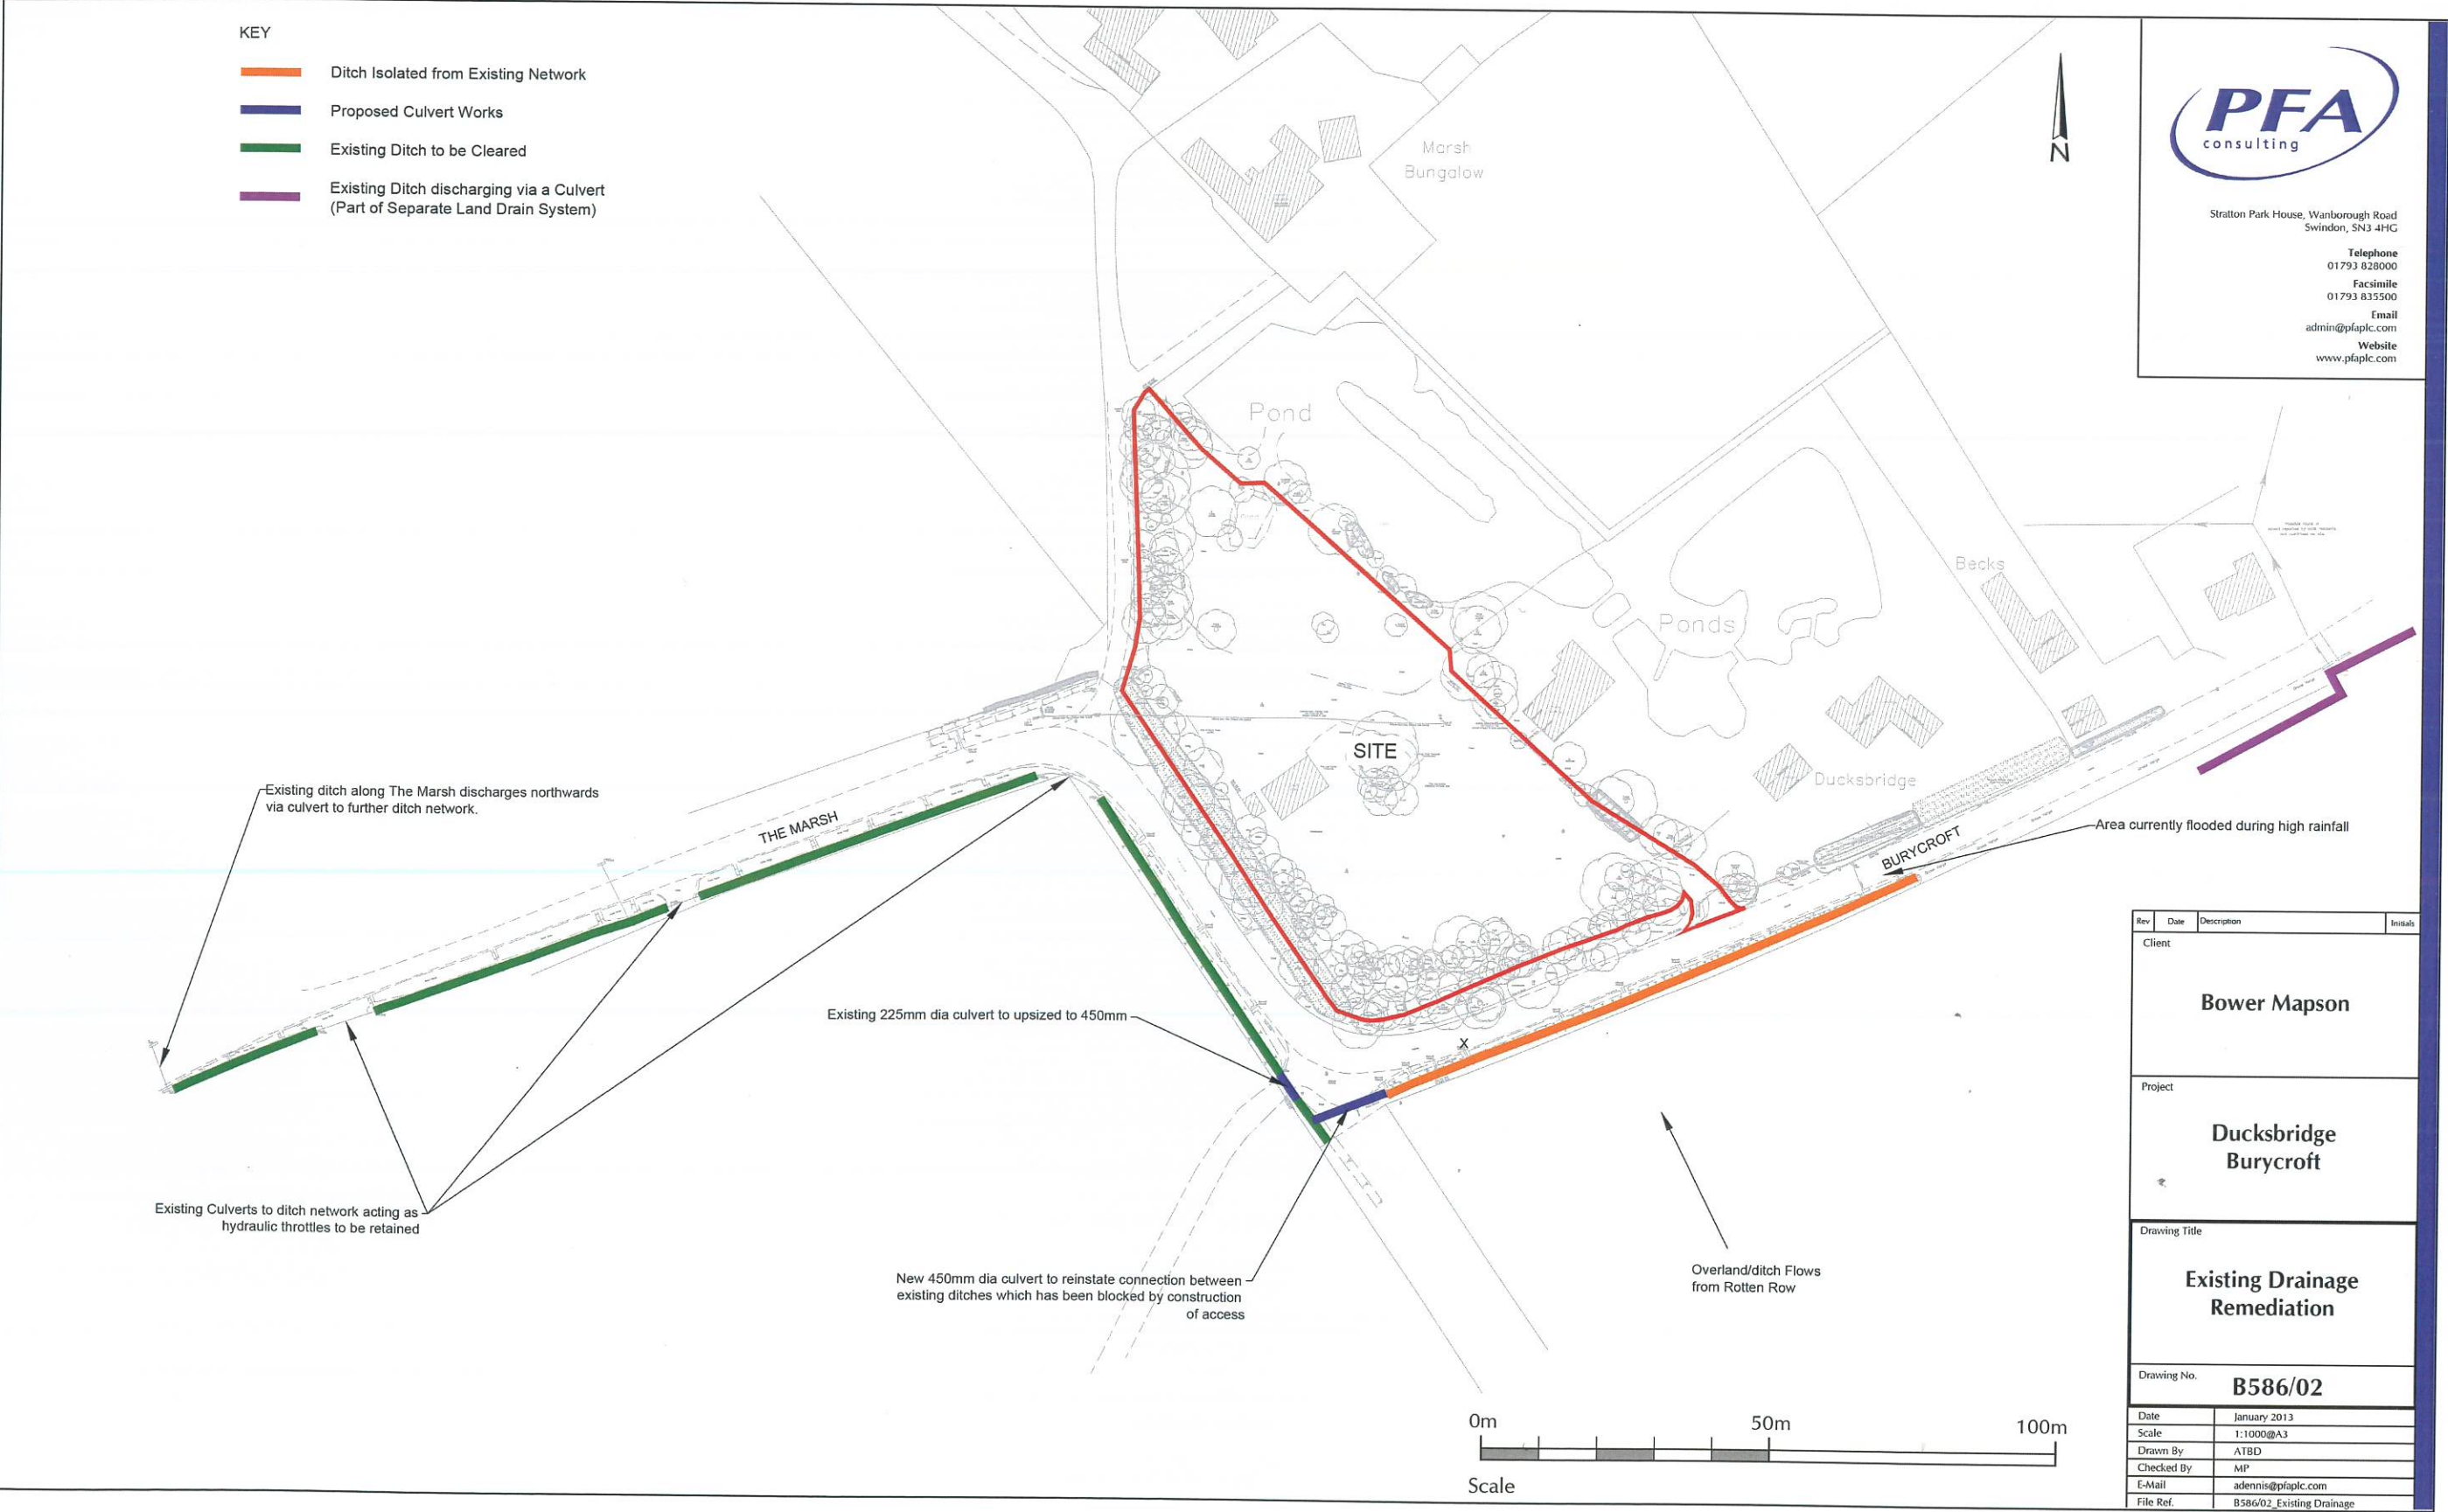 KEY
Ditch Isolated from Existing Network
Proposed Culvert Works
Existing Ditch to be Cleared
Existing Ditch discharging via a Culvert
(Part of Separate Land Drain System)
Marsh
Bungalow
N
PFA
consulting
Stratton Park House, Wanborough Road
Swindon, SN3 4HG
Telephone
01793 828000
Facsimile
01793 835500
Email
admin@pfaplc.com
Website
www.pfaplc.com
Pond
Becks
Ponds
SITE
Ducksbridge
Existing ditch along The Marsh discharges northwards
via culvert to further ditch network.
THE MARSH
BURYCROFT
Area currently flooded during high rainfall
Existing 225mm dia culvert to upsized to 450mm
X
Existing Culverts to ditch network acting as
hydraulic throttles to be retained
New 450mm dia culvert to reinstate connection between
existing ditches which has been blocked by construction
of access
Overland/ditch Flows
from Rotten Row
0m
50m
100m
Scale
Rev Date Description Initials
Client
Bower Mapson
Project
Ducksbridge
Burycroft
Drawing Title
Existing Drainage
Remediation
Drawing No.
B586/02
Date January 2013
Scale 1:1000@A3
Drawn By ATBD
Checked By MP
E-Mail adennis@pfaplc.com
File Ref. B586/02_Existing Drainage